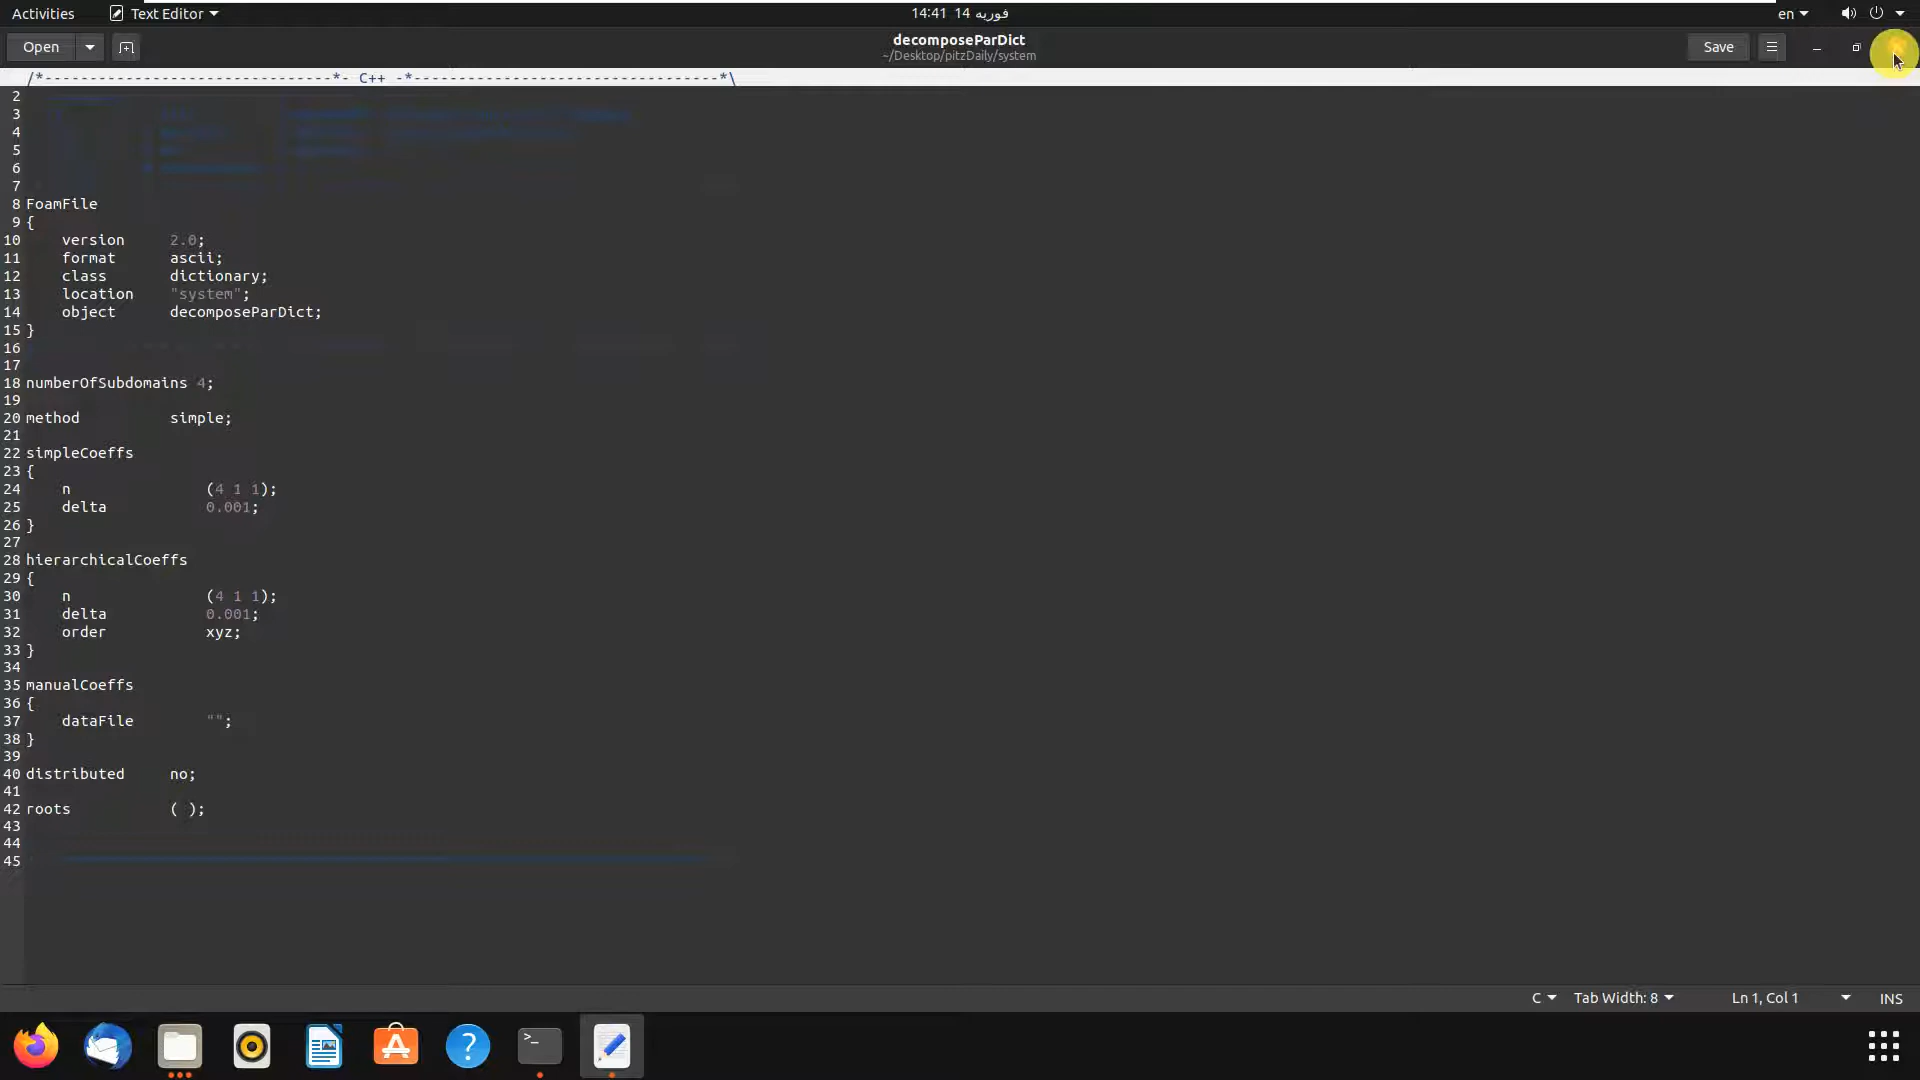 Activities Text Editor 14:41 14 فوریه en
Open decomposeParDict Save
~/Desktop/pitzDaily/system
/*--------------------------------*- C++ -*----------------------------------*\
2
3
4
5
6
7
8 FoamFile
9 {
10 version 2.0;
11 format ascii;
12 class dictionary;
13 location "system";
14 object decomposeParDict;
15 }
16
17
18 numberOfSubdomains 4;
19
20 method simple;
21
22 simpleCoeffs
23 {
24 n (4 1 1);
25 delta 0.001;
26 }
27
28 hierarchicalCoeffs
29 {
30 n (4 1 1);
31 delta 0.001;
32 order xyz;
33 }
34
35 manualCoeffs
36 {
37 dataFile "";
38 }
39
40 distributed no;
41
42 roots ( );
43
44
45
C Tab Width: 8 Ln 1, Col 1 INS